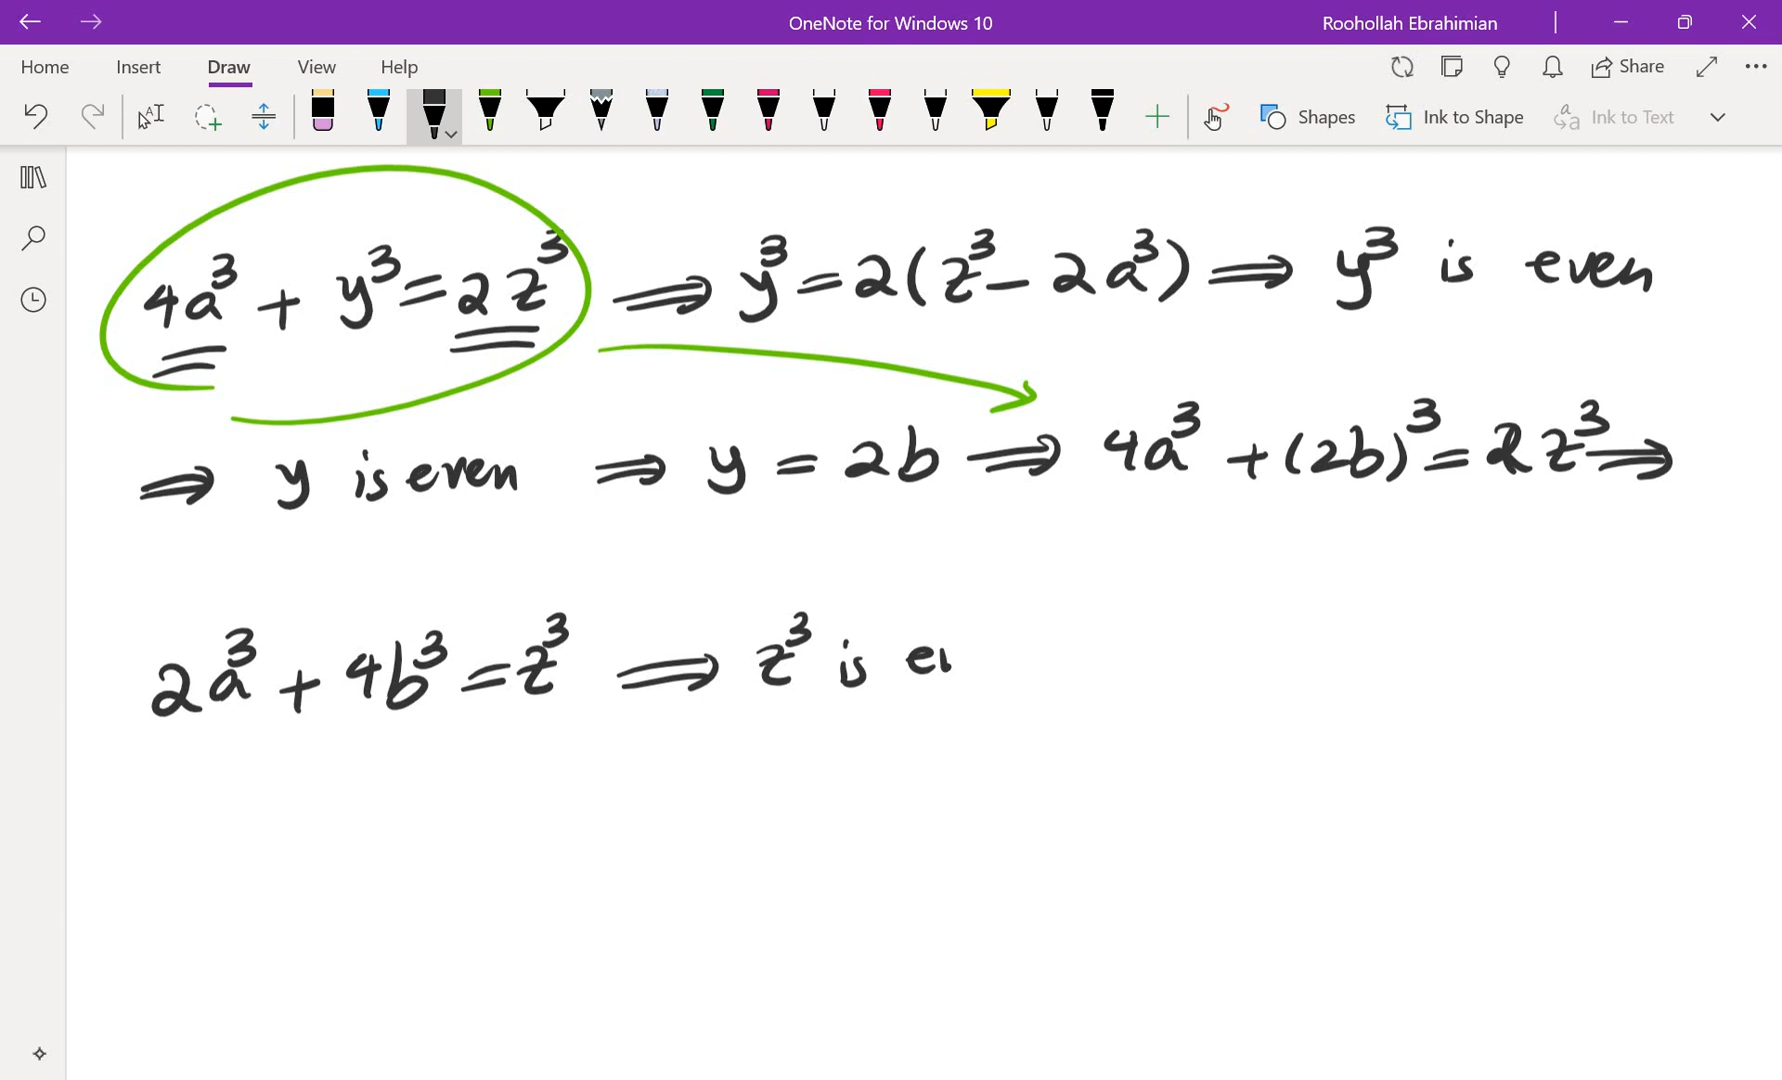 OneNote for Windows 10
Roohollah Ebrahimian
Home Insert Draw View Help
Share
Shapes Ink to Shape Ink to Text
4a³ + y³ = 2z³ ⟹ y³ = 2(z³ − 2a³) ⟹ y³ is even
⟹ y is even ⟹ y = 2b ⟹ 4a³ + (2b)³ = 2z³ ⟹
2a³ + 4b³ = z³ ⟹ z³ is